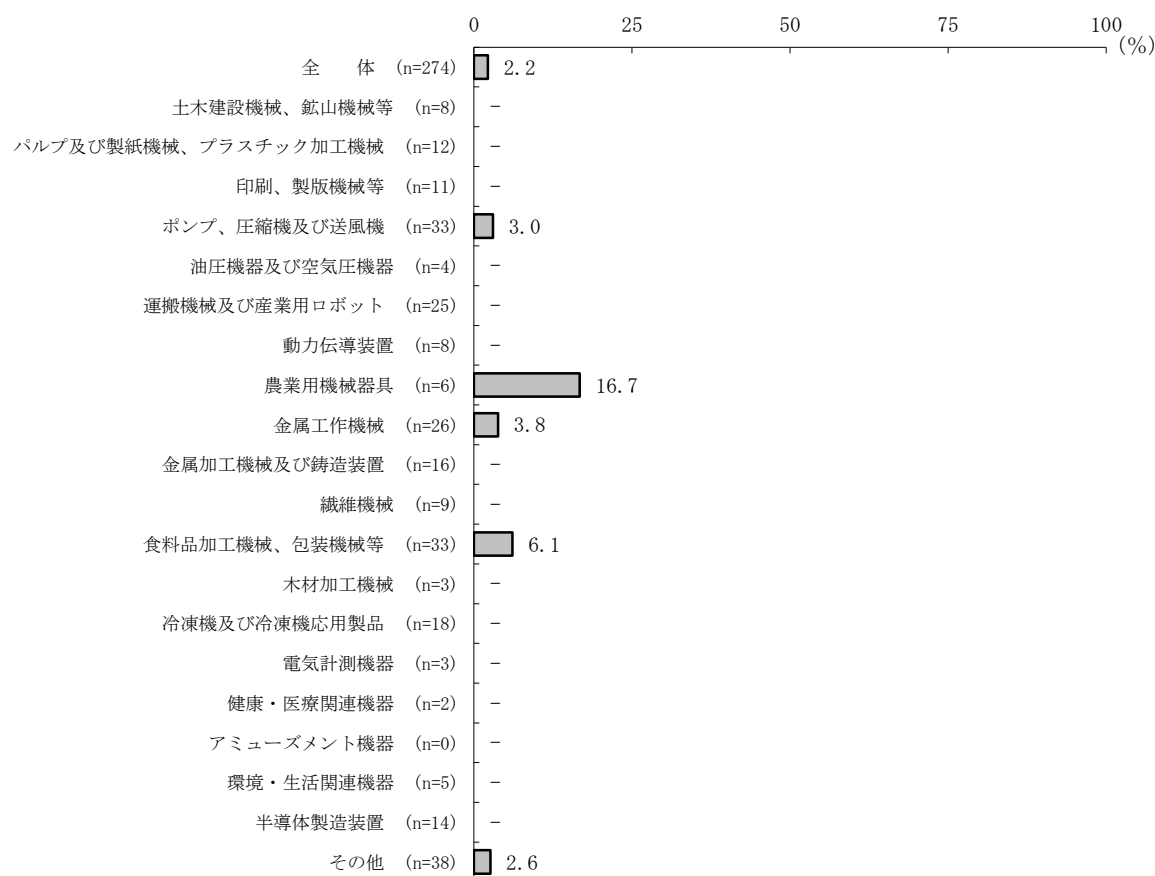 0 25 50 75 100
(%)
全 体 (n=274) 2.2
土木建設機械、鉱山機械等 (n=8) －
パルプ及び製紙機械、プラスチック加工機械 (n=12) －
印刷、製版機械等 (n=11) －
ポンプ、圧縮機及び送風機 (n=33) 3.0
油圧機器及び空気圧機器 (n=4) －
運搬機械及び産業用ロボット (n=25) －
動力伝導装置 (n=8) －
農業用機械器具 (n=6) 16.7
金属工作機械 (n=26) 3.8
金属加工機械及び鋳造装置 (n=16) －
繊維機械 (n=9) －
食料品加工機械、包装機械等 (n=33) 6.1
木材加工機械 (n=3) －
冷凍機及び冷凍機応用製品 (n=18) －
電気計測機器 (n=3) －
健康・医療関連機器 (n=2) －
アミューズメント機器 (n=0) －
環境・生活関連機器 (n=5) －
半導体製造装置 (n=14) －
その他 (n=38) 2.6